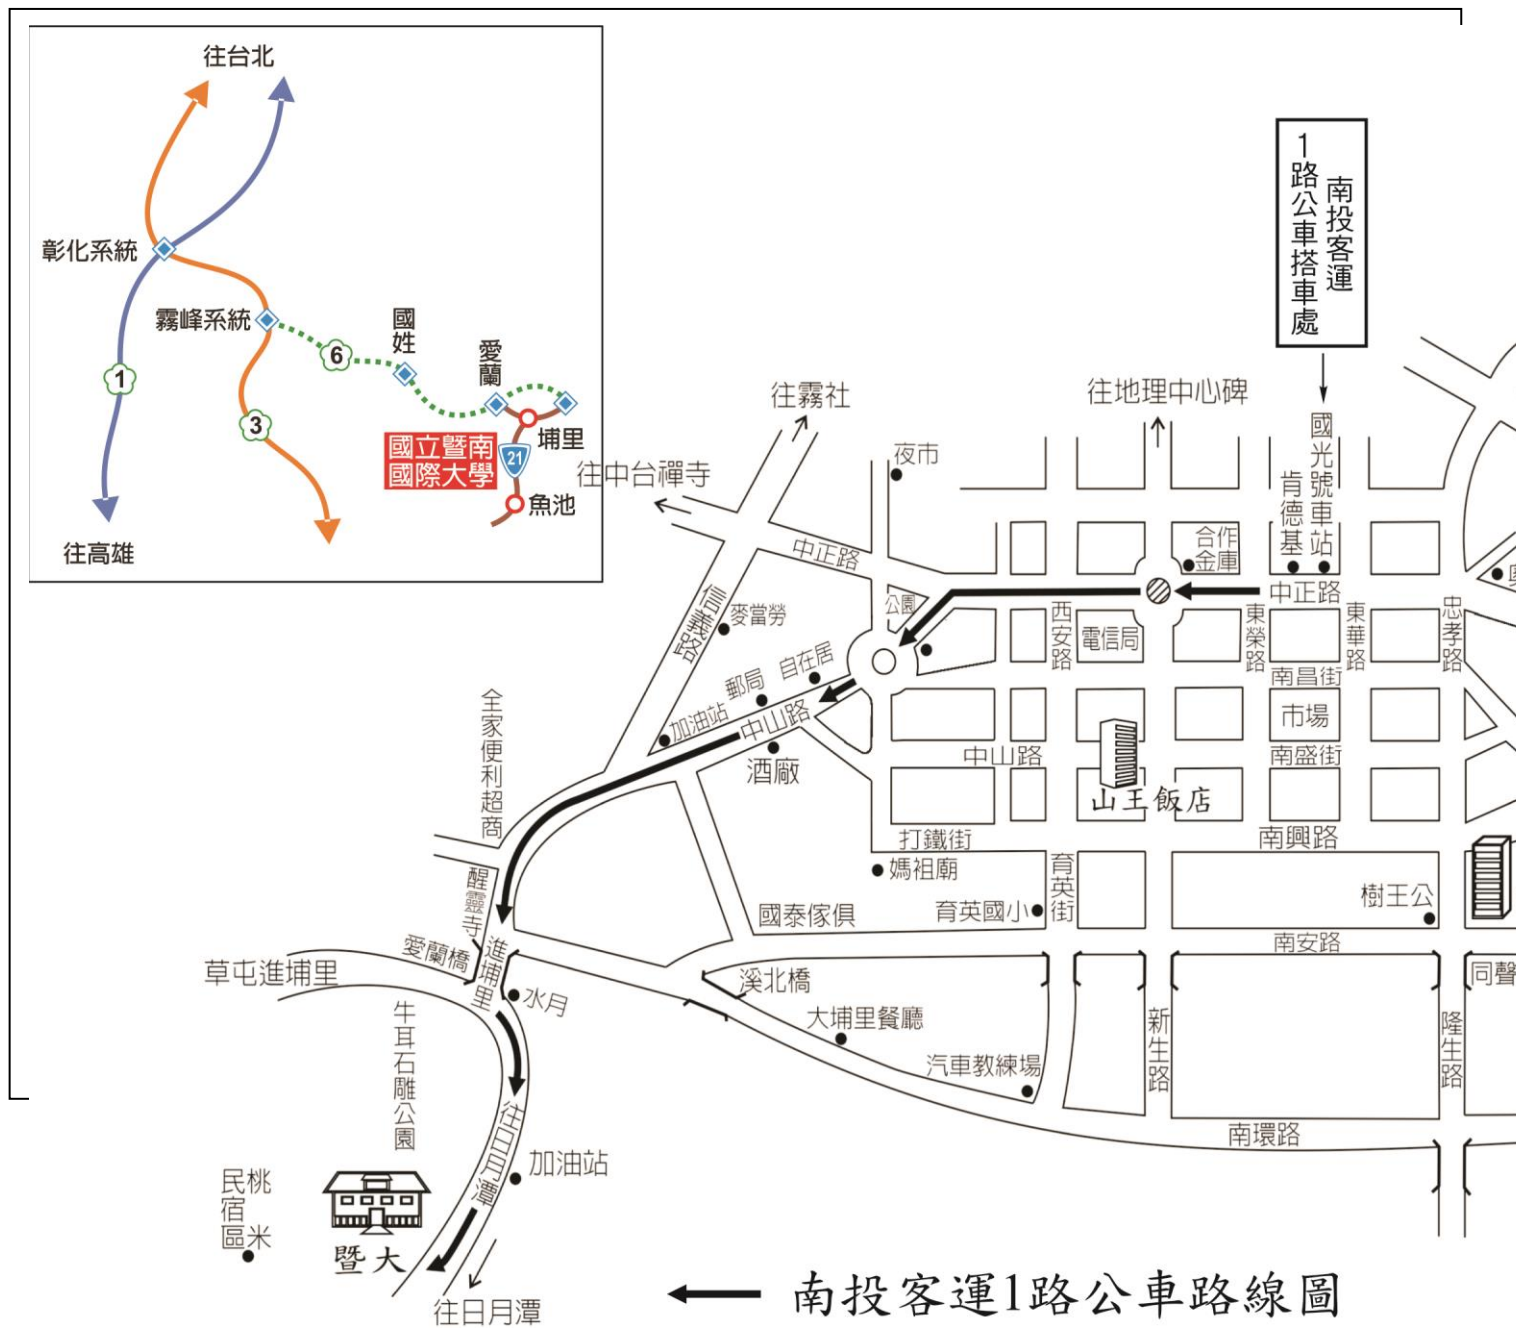 往台北
彰化系統
霧峰系統
國姓
愛蘭
6
1
3
國立暨南
國際大學
21
埔里
魚池
往高雄
1路公車搭車處
南投客運
往霧社
往地理中心碑
夜市
往中台禪寺
國光號車站
肯德基
合作
金庫
中正路
中正路
公園
信義路
麥當勞
西安路
電信局
東榮路
東華路
忠孝路
南昌街
自在居
郵局
加油站
中山路
市場
全家便利超商
酒廠
中山路
南盛街
山王飯店
打鐵街
南興路
媽祖廟
育英街
醒靈寺
國泰傢俱
育英國小
樹王公
愛蘭橋
進埔里
南安路
草屯進埔里
溪北橋
同聲
水月
牛耳石雕公園
大埔里餐廳
新生路
隆生路
汽車教練場
往日月潭
南環路
加油站
桃米
民宿區
暨大
往日月潭
南投客運1路公車路線圖